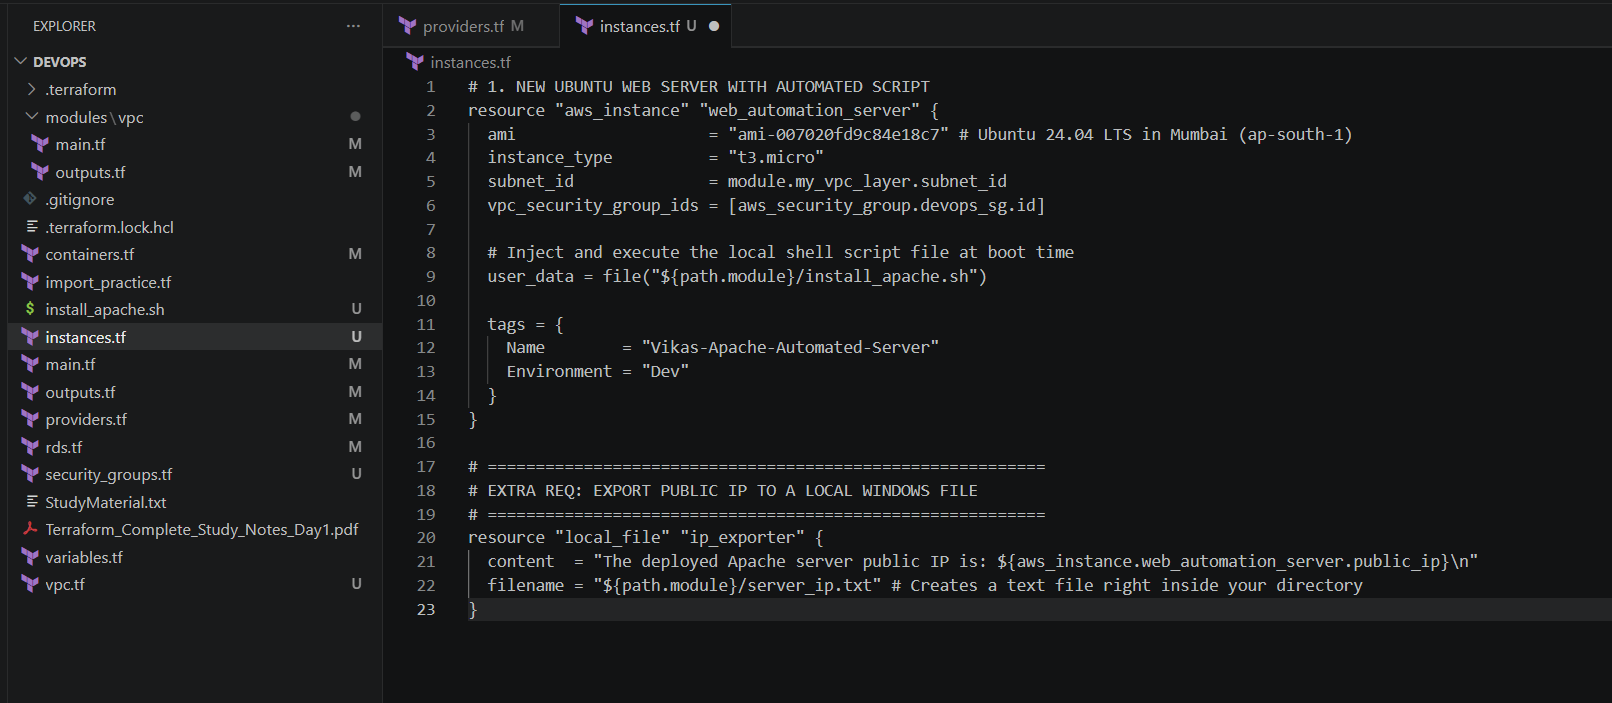 EXPLORER
...
DEVOPS
.terraform
modules\vpc
main.tf M
outputs.tf M
.gitignore
.terraform.lock.hcl
containers.tf M
import_practice.tf
$ install_apache.sh U
instances.tf U
main.tf M
outputs.tf M
providers.tf M
rds.tf M
security_groups.tf U
StudyMaterial.txt
Terraform_Complete_Study_Notes_Day1.pdf
variables.tf
vpc.tf U
providers.tf M
instances.tf U
instances.tf
1 # 1. NEW UBUNTU WEB SERVER WITH AUTOMATED SCRIPT
2 resource "aws_instance" "web_automation_server" {
3   ami                    = "ami-007020fd9c84e18c7" # Ubuntu 24.04 LTS in Mumbai (ap-south-1)
4   instance_type          = "t3.micro"
5   subnet_id              = module.my_vpc_layer.subnet_id
6   vpc_security_group_ids = [aws_security_group.devops_sg.id]
7
8   # Inject and execute the local shell script file at boot time
9   user_data = file("${path.module}/install_apache.sh")
10
11   tags = {
12     Name        = "Vikas-Apache-Automated-Server"
13     Environment = "Dev"
14   }
15 }
16
17 # ==========================================================
18 # EXTRA REQ: EXPORT PUBLIC IP TO A LOCAL WINDOWS FILE
19 # ==========================================================
20 resource "local_file" "ip_exporter" {
21   content  = "The deployed Apache server public IP is: ${aws_instance.web_automation_server.public_ip}\n"
22   filename = "${path.module}/server_ip.txt" # Creates a text file right inside your directory
23 }